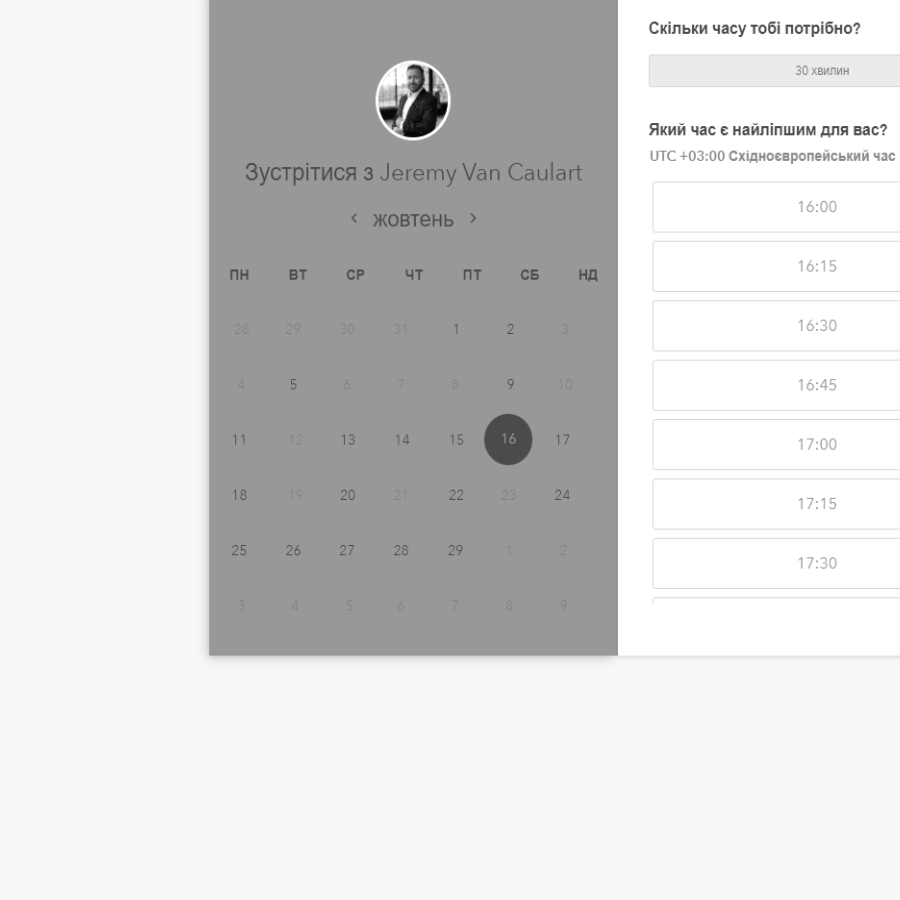 Зустрітися з Jeremy Van Caulart
‹ жовтень ›
ПН ВТ СР ЧТ ПТ СБ НД
28 29 30 31 1 2 3
4 5 6 7 8 9 10
11 12 13 14 15 16 17
18 19 20 21 22 23 24
25 26 27 28 29 1 2
3 4 5 6 7 8 9
Скільки часу тобі потрібно?
30 хвилин
Який час є найліпшим для вас?
UTC +03:00 Східноєвропейський час
16:00
16:15
16:30
16:45
17:00
17:15
17:30